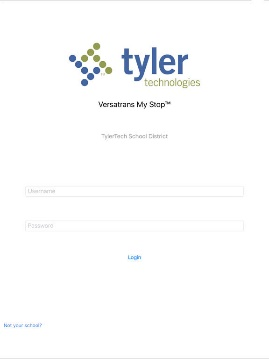 tyler
technologies
Versatrans My Stop™
TylerTech School District
Username
Password
Login
Not your school?